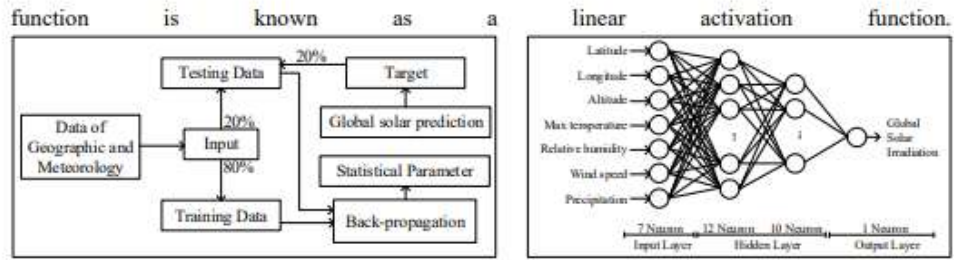 function is known as a linear activation function.
20%
Testing Data
Target
20%
Global solar prediction
Data of
Geographic and
Meteorology
Input
80%
Statistical Parameter
Training Data
Back-propagation
Latitude
Longitude
Altitude
Max temperature
Relative humidity
Wind speed
Precipitation
Global
Solar
Irradiation
7 Neuron 12 Neuron 10 Neuron 1 Neuron
Input Layer Hidden Layer Output Layer